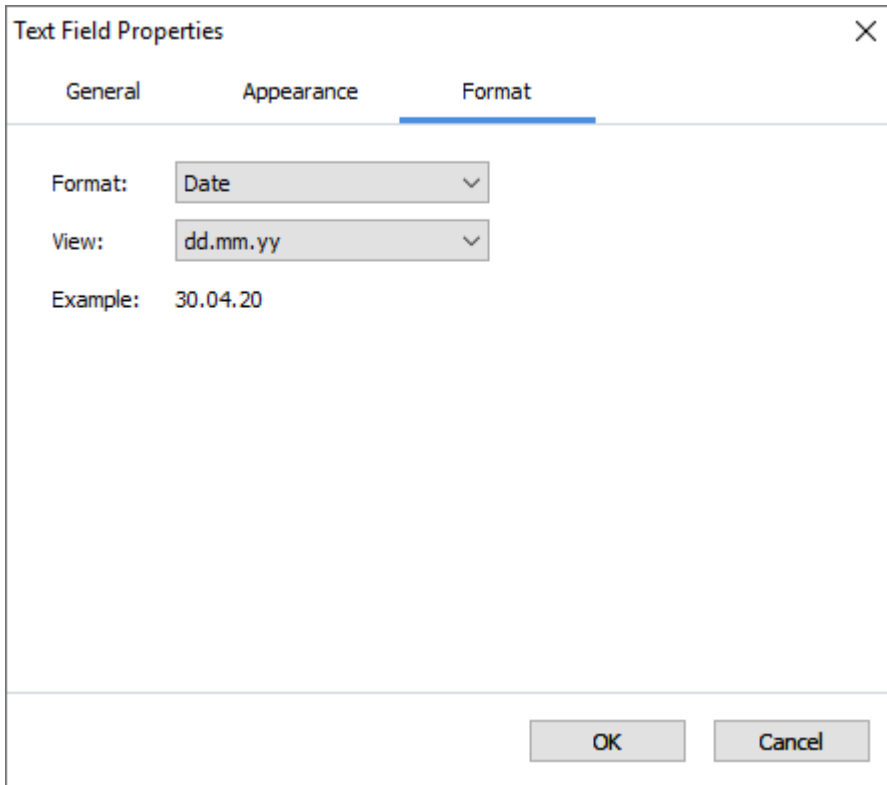 Text Field Properties
General Appearance Format
Format: Date
View: dd.mm.yy
Example: 30.04.20
OK Cancel